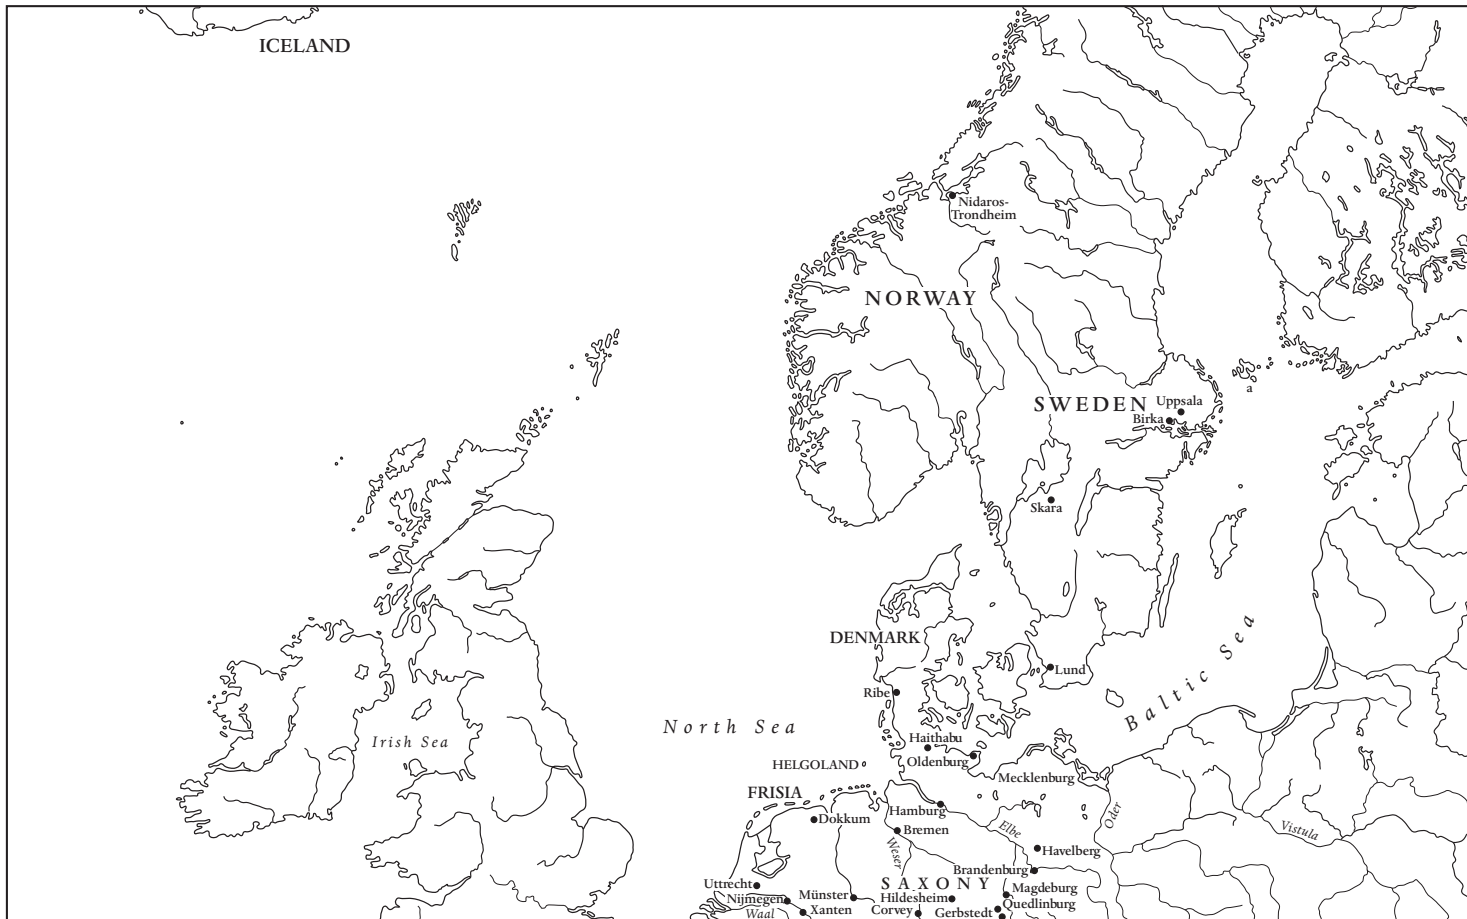 ICELAND
Nidaros-
Trondheim
NORWAY
a
SWEDEN
Uppsala
Birka
Skara
DENMARK
Lund
Ribe
Baltic Sea
North Sea
Irish Sea
Haithabu
Oldenburg
HELGOLAND
Mecklenburg
FRISIA
Hamburg
Oder
Dokkum
Bremen
Elbe
Vistula
Weser
Havelberg
Brandenburg
SAXONY
Uttrecht
Münster
Hildesheim
Magdeburg
Nijmegen
Quedlinburg
Waal
Xanten
Corvey
Gerbstedt